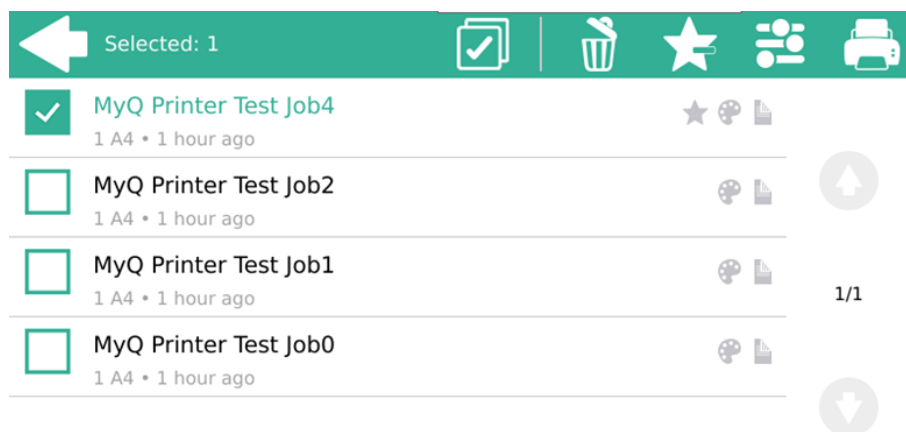 Selected: 1
MyQ Printer Test Job4
1 A4 • 1 hour ago
MyQ Printer Test Job2
1 A4 • 1 hour ago
MyQ Printer Test Job1
1 A4 • 1 hour ago
1/1
MyQ Printer Test Job0
1 A4 • 1 hour ago